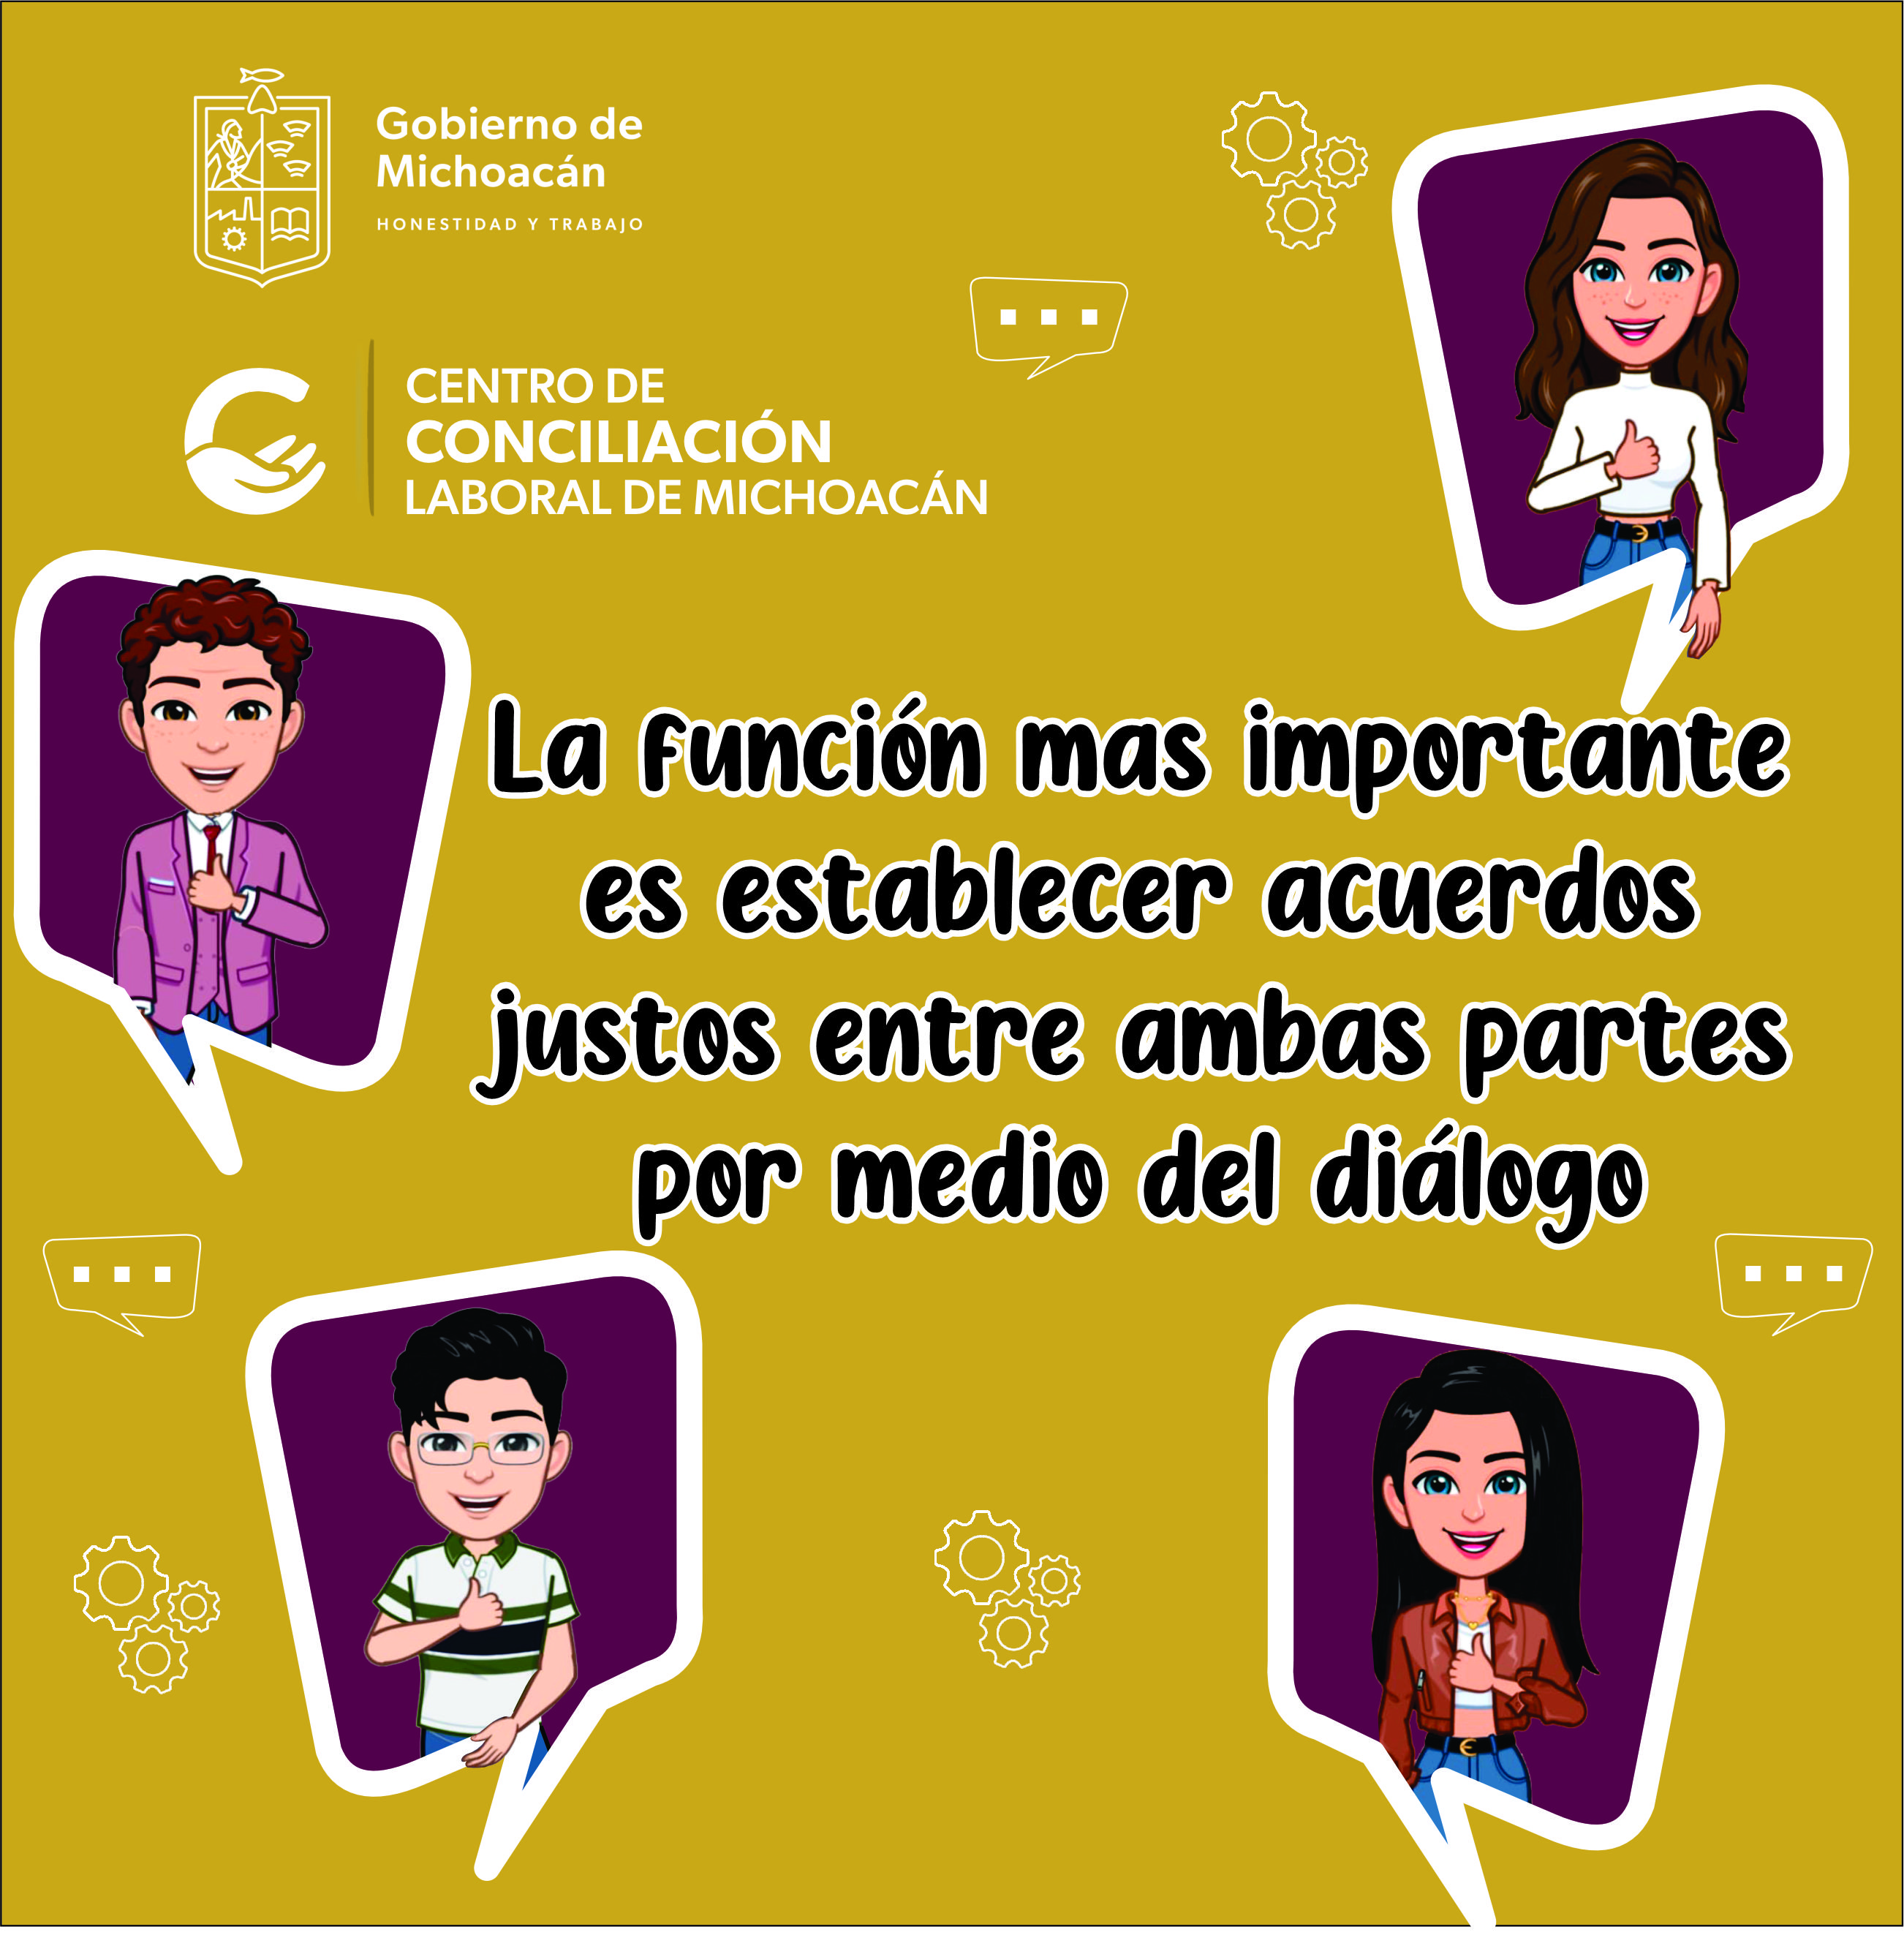 Gobierno de
Michoacán
HONESTIDAD Y TRABAJO
CENTRO DE
CONCILIACIÓN
LABORAL DE MICHOACÁN
La función mas importante
es establecer acuerdos
justos entre ambas partes
por medio del diálogo